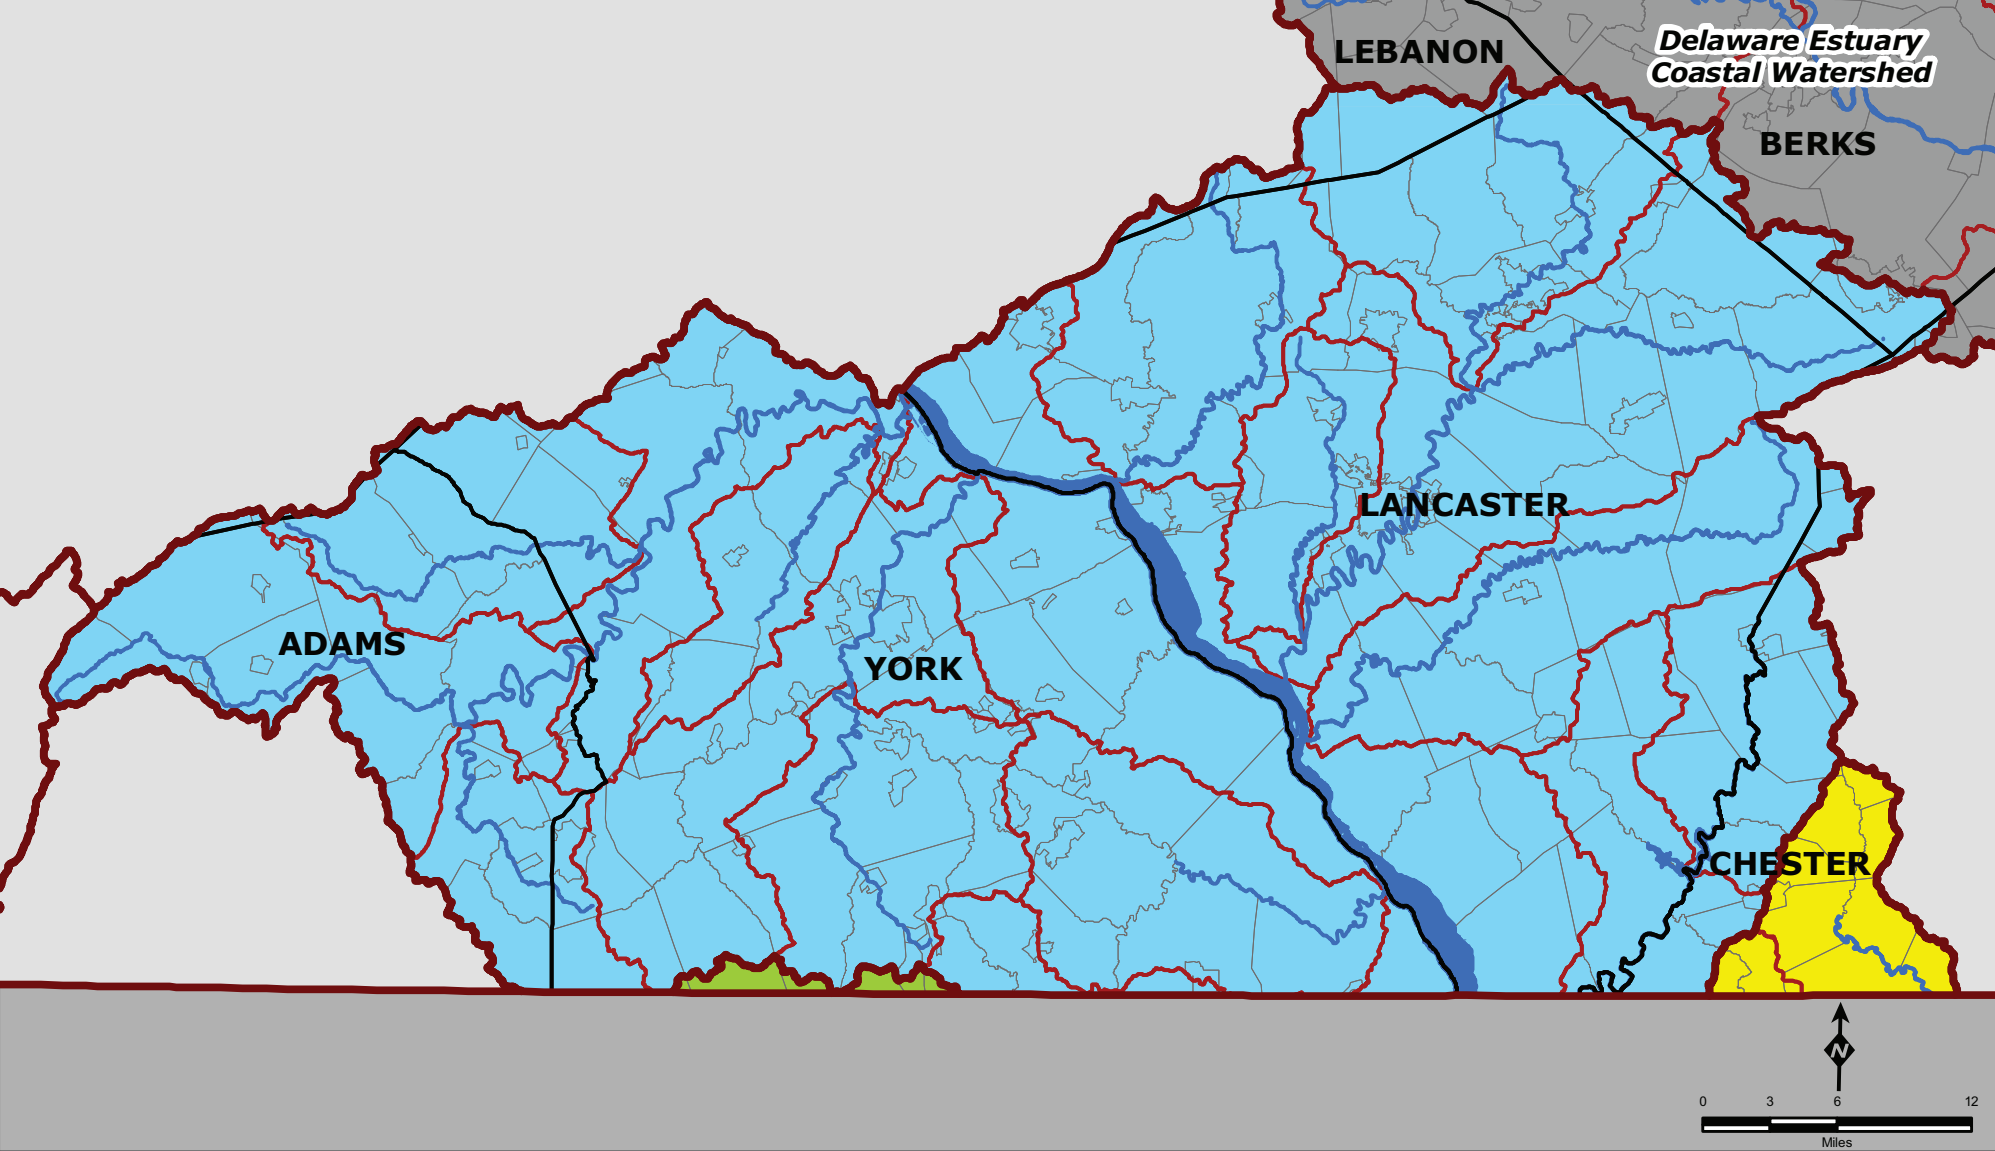 LEBANON
Delaware Estuary
Coastal Watershed
BERKS
LANCASTER
ADAMS
YORK
CHESTER
N
0 3 6 12
Miles